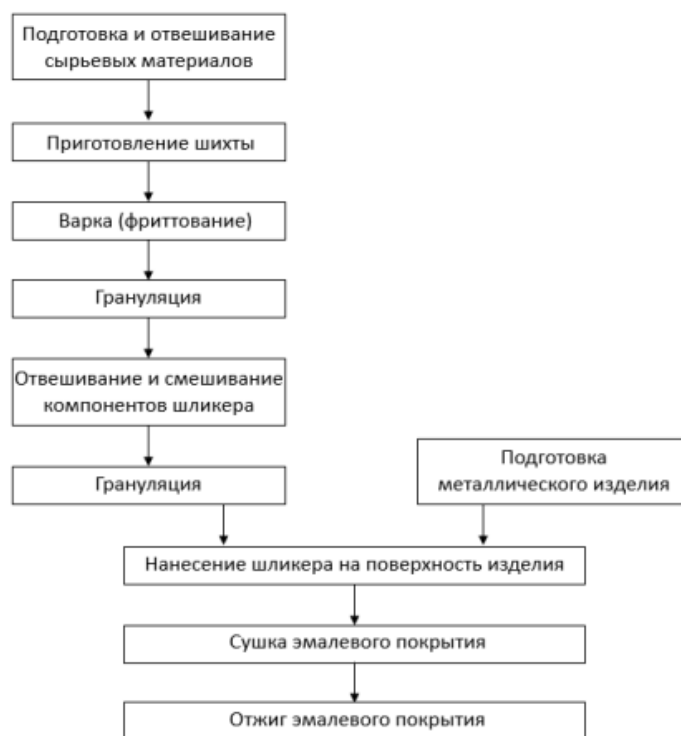 Подготовка и отвешивание
сырьевых материалов
Приготовление шихты
Варка (фриттование)
Грануляция
Отвешивание и смешивание
компонентов шликера
Грануляция
Подготовка
металлического изделия
Нанесение шликера на поверхность изделия
Сушка эмалевого покрытия
Отжиг эмалевого покрытия